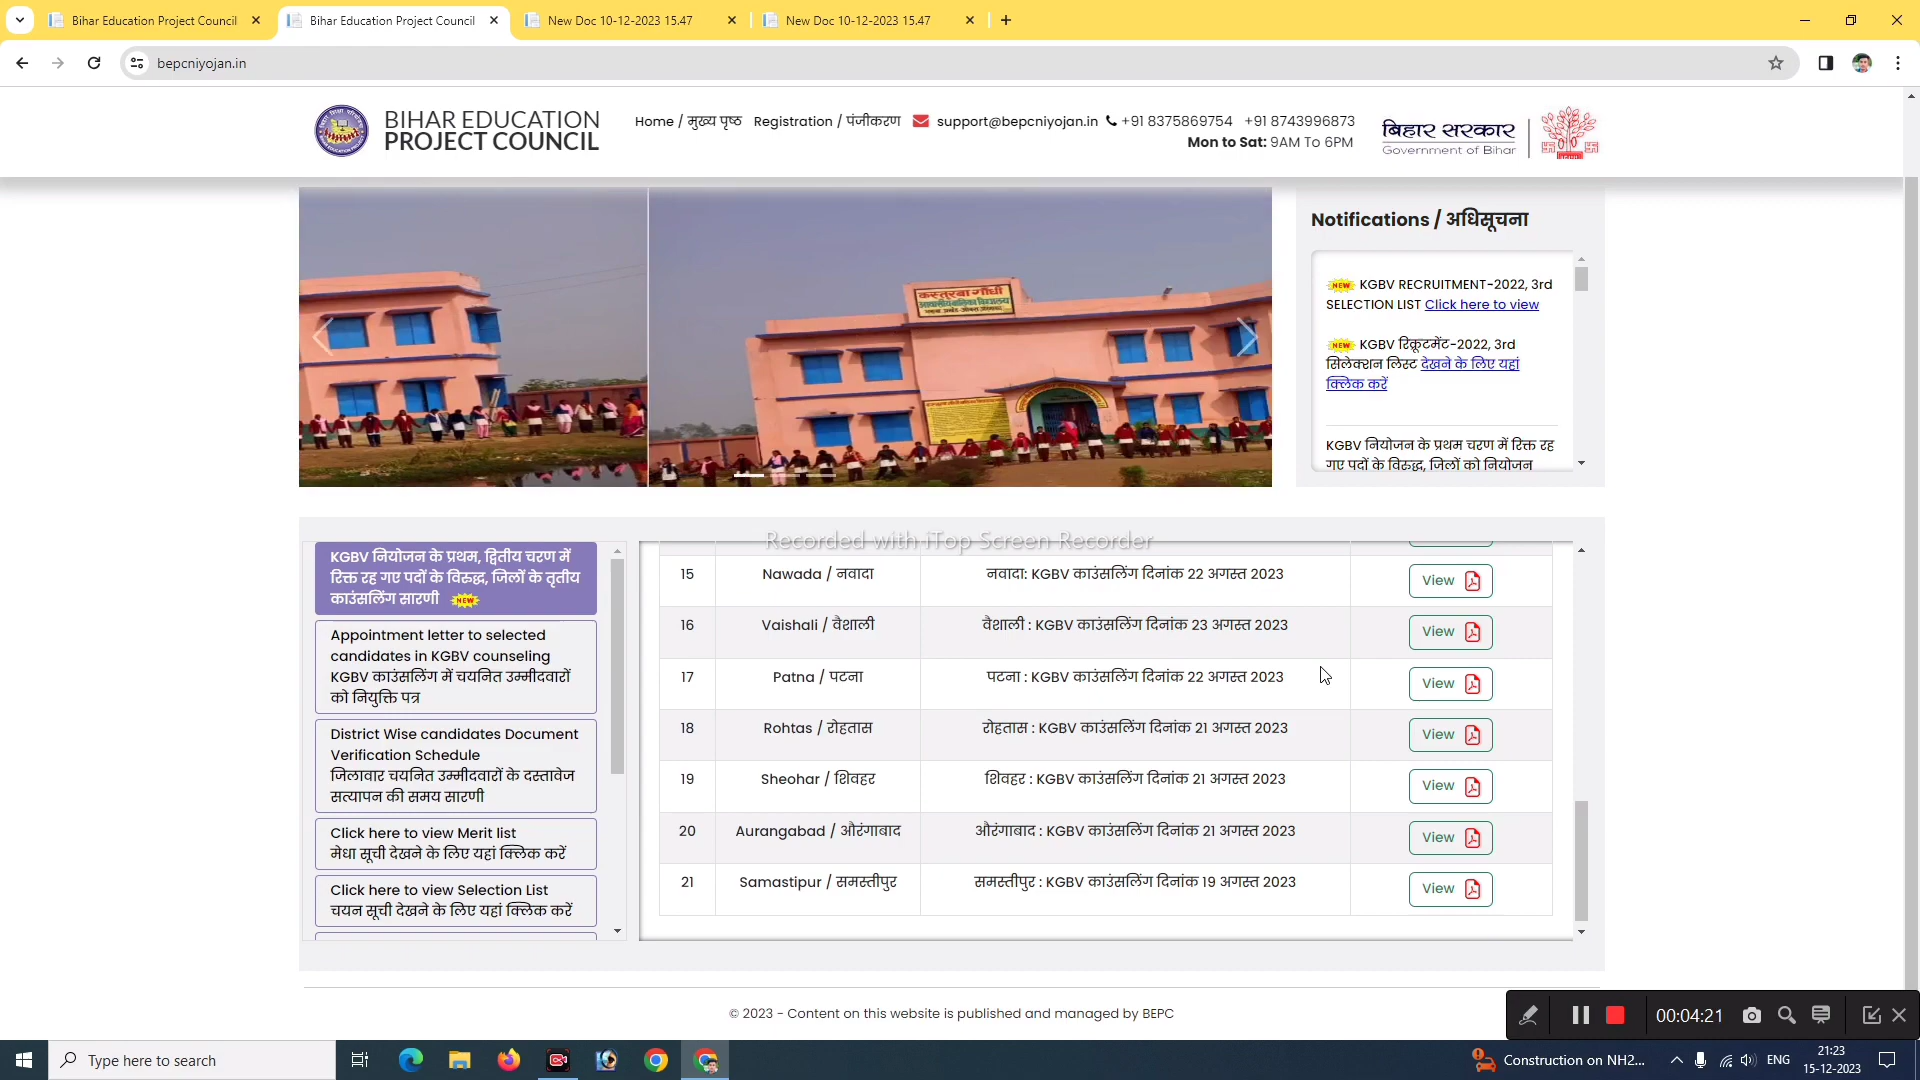 Bihar Education Project Council
Bihar Education Project Council
New Doc 10-12-2023 15.47
New Doc 10-12-2023 15.47
bepcniyojan.in
BIHAR EDUCATION
PROJECT COUNCIL
Home / मुख्य पृष्ठ Registration / पंजीकरण support@bepcniyojan.in +91 8375869754 +91 8743996873
Mon to Sat: 9AM To 6PM
बिहार सरकार
Government of Bihar
कस्तूरबा गाँधी
Notifications / अधिसूचना
NEW KGBV RECRUITMENT-2022, 3rd
SELECTION LIST Click here to view
NEW KGBV रिक्रूटमेंट-2022, 3rd
सिलेक्शन लिस्ट देखने के लिए यहां
क्लिक करें
KGBV नियोजन के प्रथम चरण में रिक्त रह
गए पदों के विरुद्ध, जिलों को नियोजन
Recorded with iTop Screen Recorder
KGBV नियोजन के प्रथम, द्वितीय चरण में
रिक्त रह गए पदों के विरुद्ध, जिलों के तृतीय
काउंसलिंग सारणी NEW
Appointment letter to selected
candidates in KGBV counseling
KGBV काउंसलिंग में चयनित उम्मीदवारों
को नियुक्ति पत्र
District Wise candidates Document
Verification Schedule
जिलावार चयनित उम्मीदवारों के दस्तावेज
सत्यापन की समय सारणी
Click here to view Merit list
मेधा सूची देखने के लिए यहां क्लिक करें
Click here to view Selection List
चयन सूची देखने के लिए यहां क्लिक करें
15 Nawada / नवादा नवादा: KGBV काउंसलिंग दिनांक 22 अगस्त 2023 View
16 Vaishali / वैशाली वैशाली : KGBV काउंसलिंग दिनांक 23 अगस्त 2023 View
17 Patna / पटना पटना : KGBV काउंसलिंग दिनांक 22 अगस्त 2023 View
18 Rohtas / रोहतास रोहतास : KGBV काउंसलिंग दिनांक 21 अगस्त 2023 View
19 Sheohar / शिवहर शिवहर : KGBV काउंसलिंग दिनांक 21 अगस्त 2023 View
20 Aurangabad / औरंगाबाद औरंगाबाद : KGBV काउंसलिंग दिनांक 21 अगस्त 2023 View
21 Samastipur / समस्तीपुर समस्तीपुर : KGBV काउंसलिंग दिनांक 19 अगस्त 2023 View
© 2023 - Content on this website is published and managed by BEPC
00:04:21
Type here to search
Construction on NH2...
ENG
21:23
15-12-2023